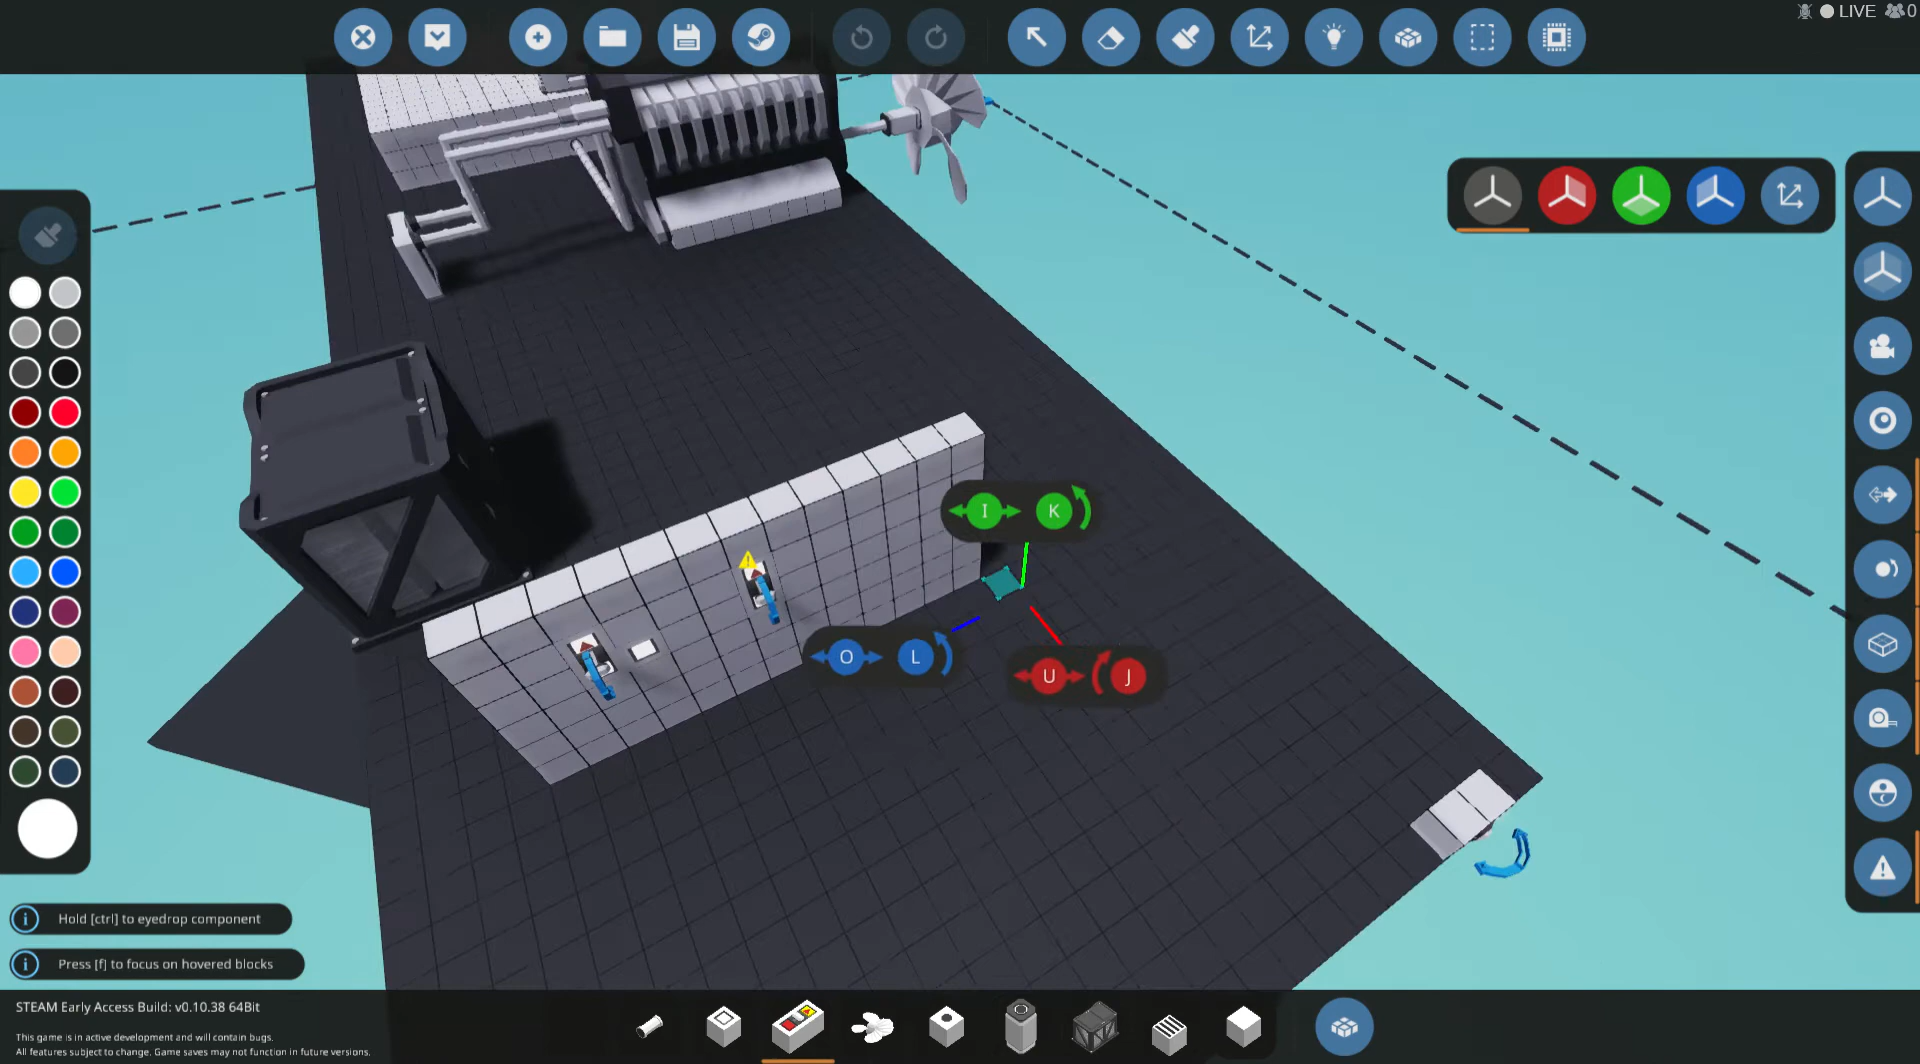 LIVE 0
I K
O L
U J
Hold [ctrl] to eyedrop component
Press [f] to focus on hovered blocks
STEAM Early Access Build: v0.10.38 64Bit
This game is in active development and will contain bugs.
All features subject to change. Game saves may not function in future versions.